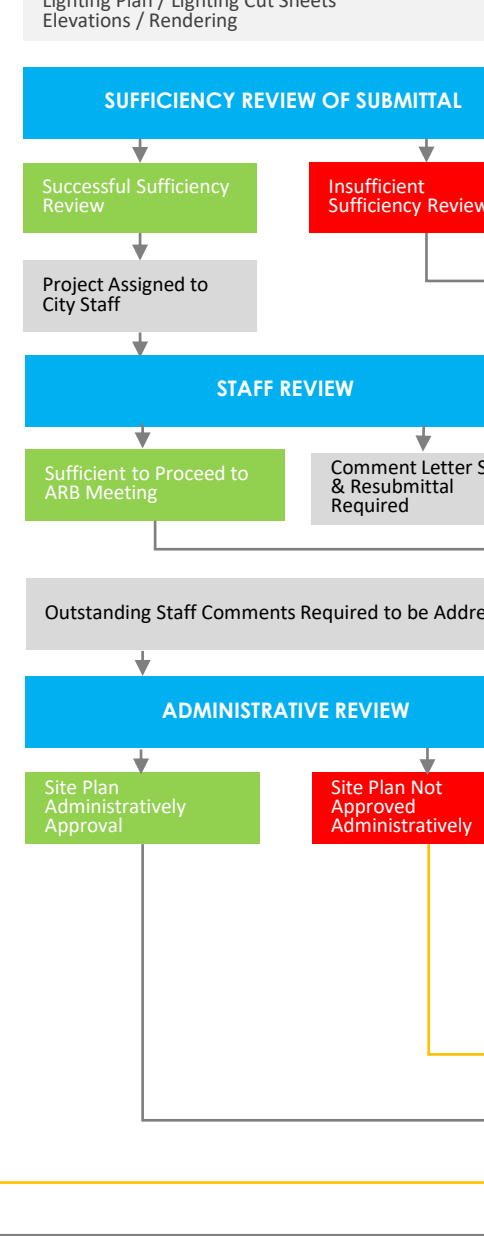 Lighting Plan / Lighting Cut Sheets
Elevations / Rendering
SUFFICIENCY REVIEW OF SUBMITTAL
Successful Sufficiency
Review
Insufficient
Sufficiency Review
Project Assigned to
City Staff
STAFF REVIEW
Sufficient to Proceed to
ARB Meeting
Comment Letter S
& Resubmittal
Required
Outstanding Staff Comments Required to be Addre
ADMINISTRATIVE REVIEW
Site Plan
Administratively
Approval
Site Plan Not
Approved
Administratively